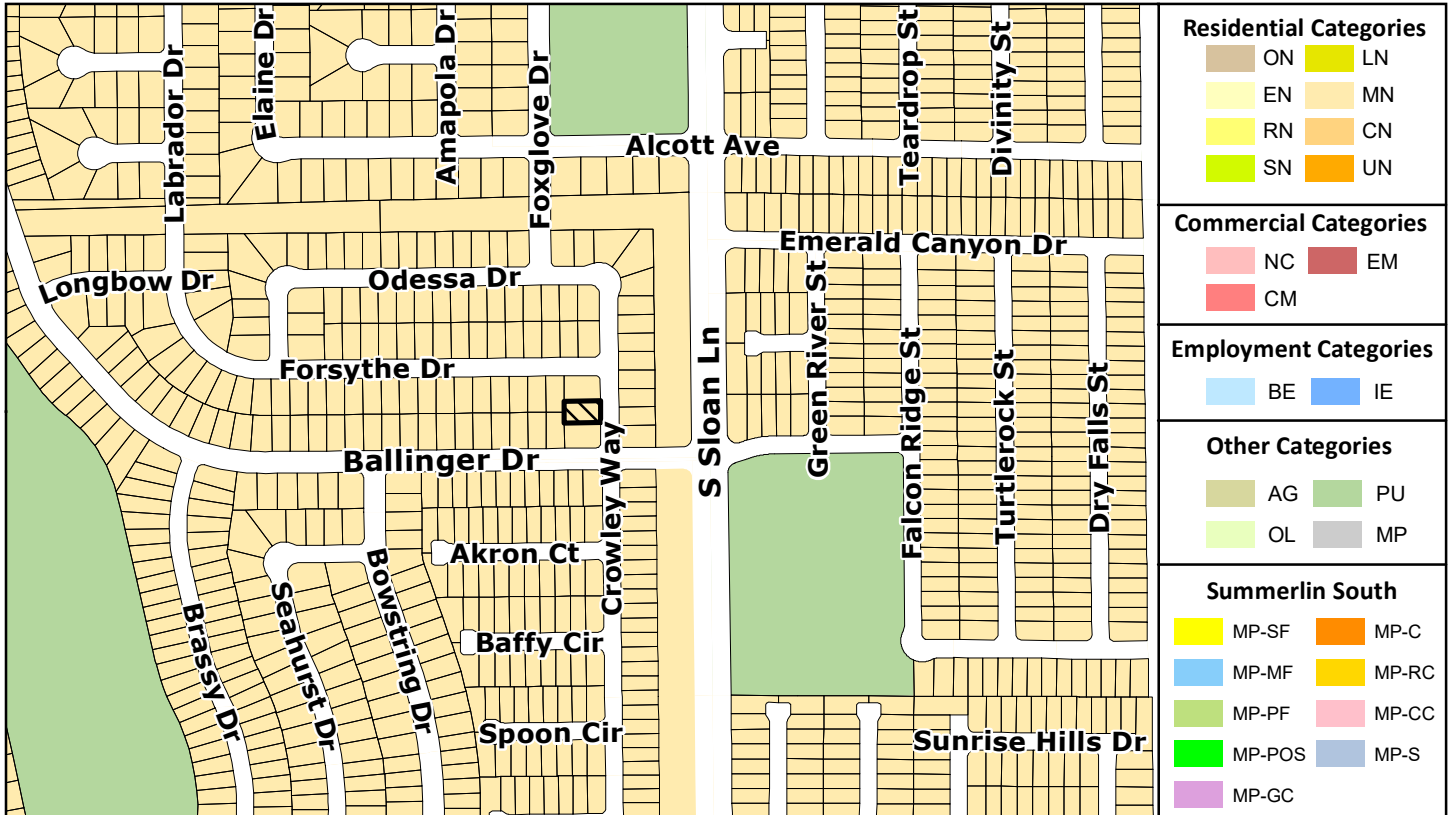 Labrador Dr
Elaine Dr
Amapola Dr
Foxglove Dr
Teardrop St
Divinity St
Alcott Ave
Emerald Canyon Dr
Longbow Dr
Odessa Dr
Green River St
Forsythe Dr
S Sloan Ln
Falcon Ridge St
Turtlerock St
Dry Falls St
Ballinger Dr
Crowley Way
Akron Ct
Bowstring Dr
Seahurst Dr
Brassy Dr
Baffy Cir
Spoon Cir
Sunrise Hills Dr
Residential Categories
ON LN
EN MN
RN CN
SN UN
Commercial Categories
NC EM
CM
Employment Categories
BE IE
Other Categories
AG PU
OL MP
Summerlin South
MP-SF MP-C
MP-MF MP-RC
MP-PF MP-CC
MP-POS MP-S
MP-GC